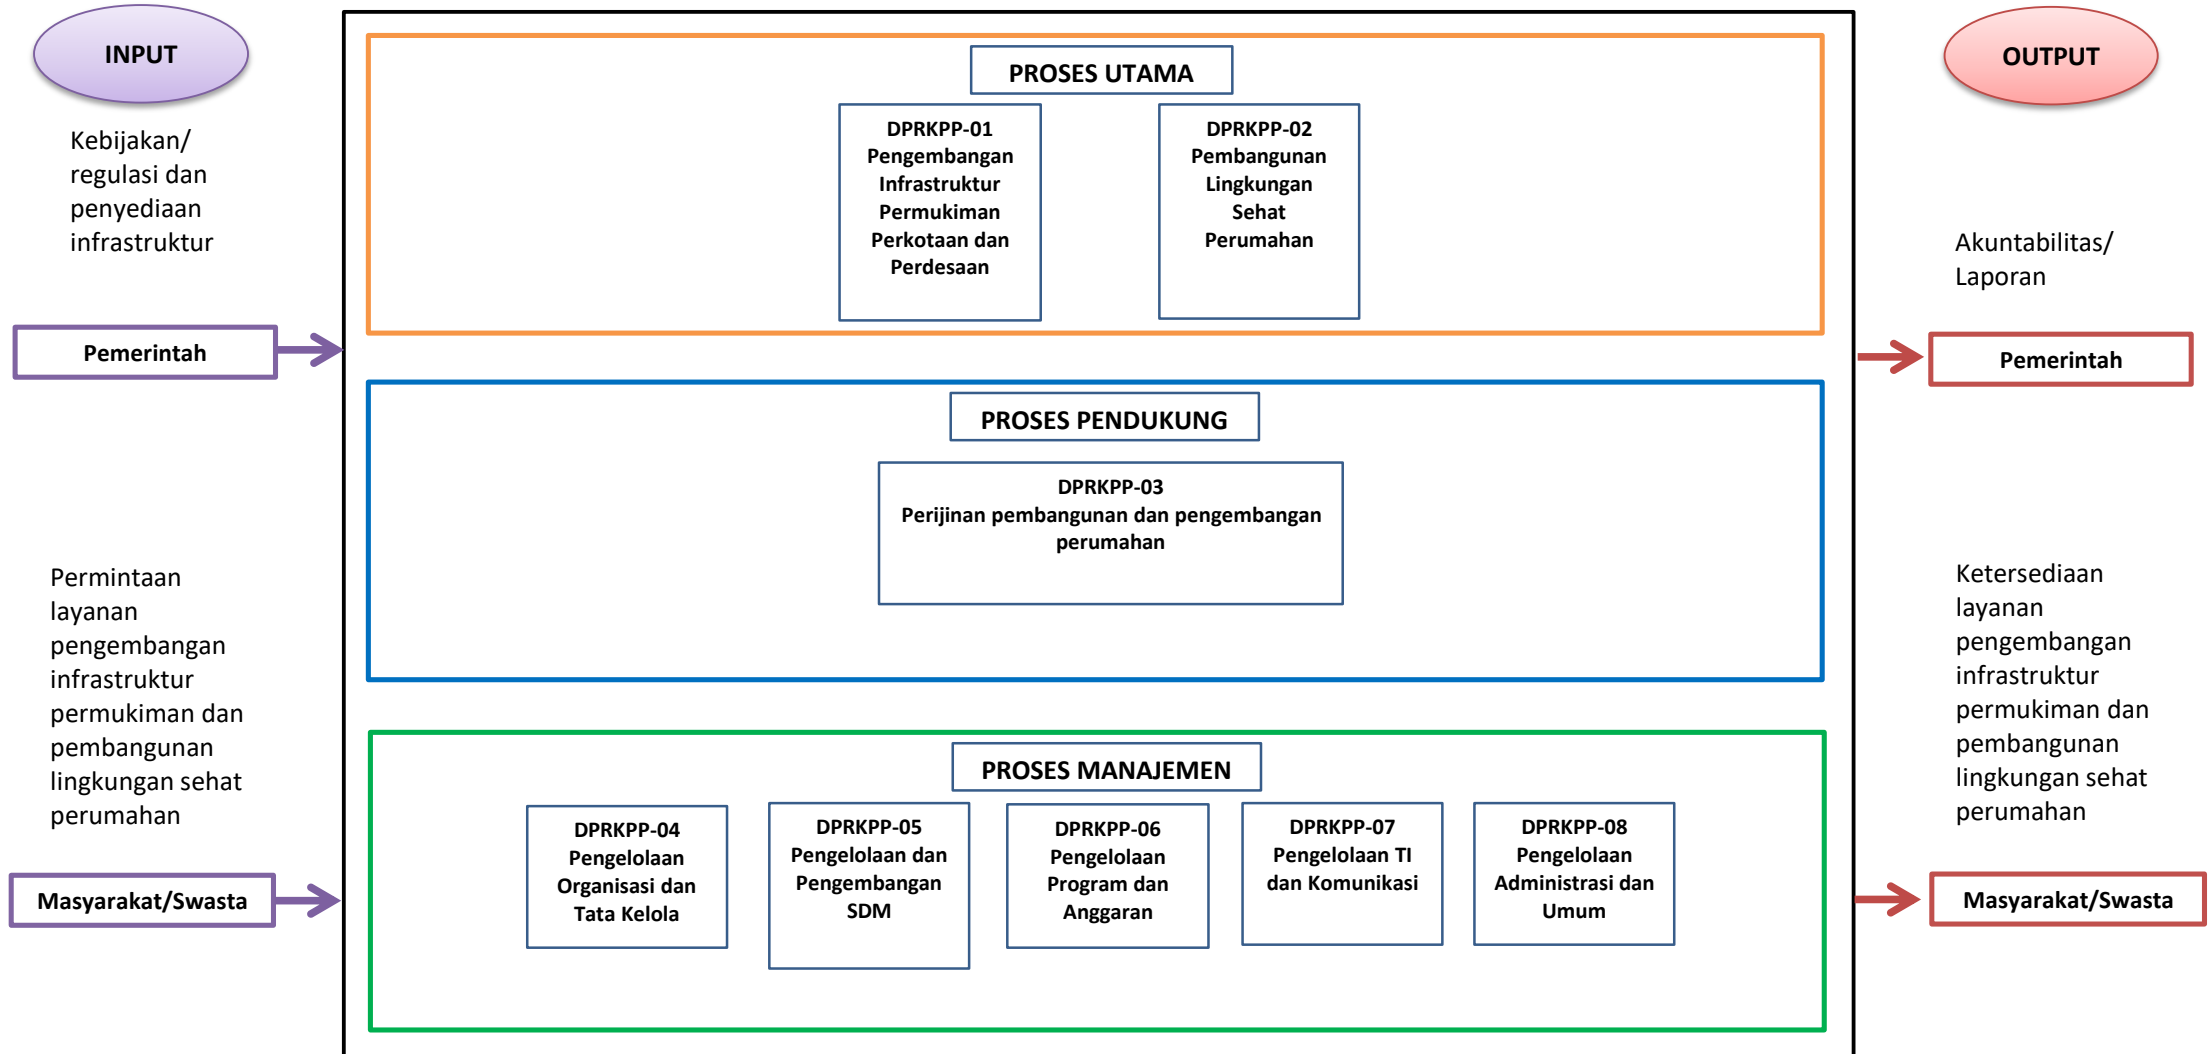 INPUT
Kebijakan/
regulasi dan
penyediaan
infrastruktur
Pemerintah
Permintaan
layanan
pengembangan
infrastruktur
permukiman dan
pembangunan
lingkungan sehat
perumahan
Masyarakat/Swasta
PROSES UTAMA
DPRKPP-01
Pengembangan
Infrastruktur
Permukiman
Perkotaan dan
Perdesaan
DPRKPP-02
Pembangunan
Lingkungan
Sehat
Perumahan
PROSES PENDUKUNG
DPRKPP-03
Perijinan pembangunan dan pengembangan
perumahan
PROSES MANAJEMEN
DPRKPP-04
Pengelolaan
Organisasi dan
Tata Kelola
DPRKPP-05
Pengelolaan dan
Pengembangan
SDM
DPRKPP-06
Pengelolaan
Program dan
Anggaran
DPRKPP-07
Pengelolaan TI
dan Komunikasi
DPRKPP-08
Pengelolaan
Administrasi dan
Umum
OUTPUT
Akuntabilitas/
Laporan
Pemerintah
Ketersediaan
layanan
pengembangan
infrastruktur
permukiman dan
pembangunan
lingkungan sehat
perumahan
Masyarakat/Swasta